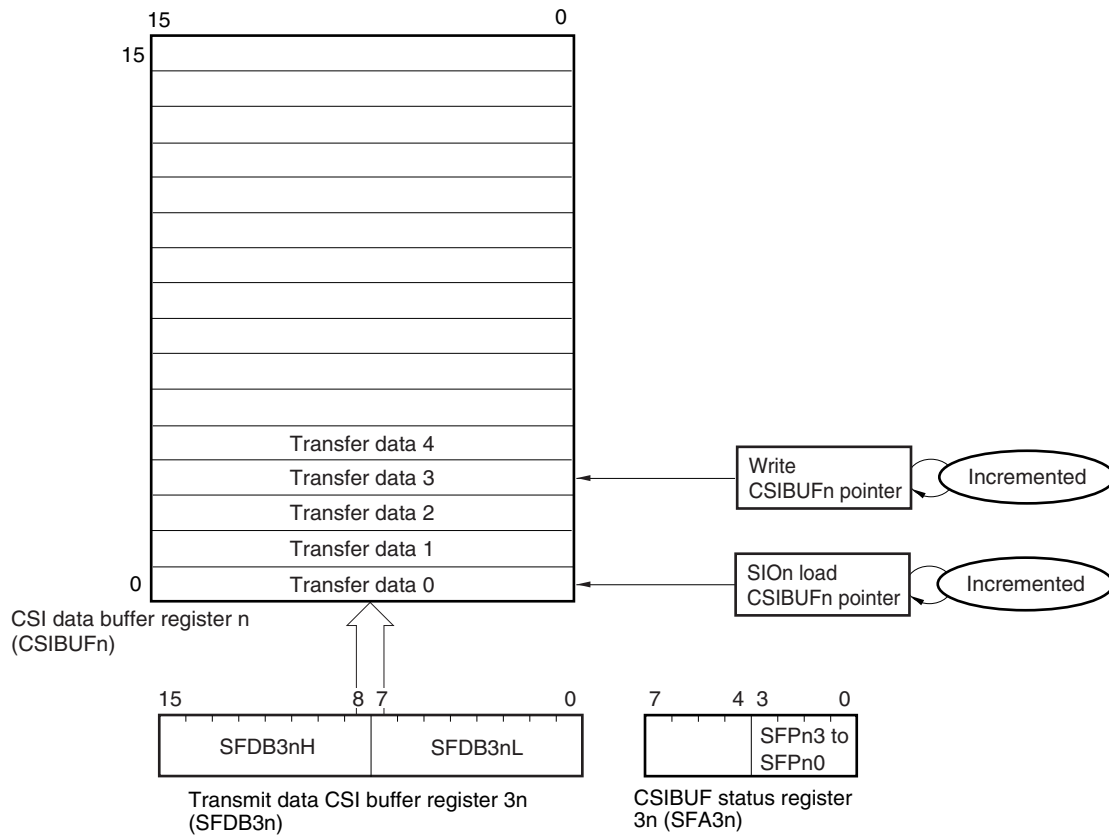 15 0
15
Transfer data 4
Transfer data 3
Transfer data 2
Transfer data 1
0 Transfer data 0
Write
CSIBUFn pointer
Incremented
SIOn load
CSIBUFn pointer
Incremented
CSI data buffer register n
(CSIBUFn)
15 8 7 0
SFDB3nH SFDB3nL
Transmit data CSI buffer register 3n
(SFDB3n)
7 4 3 0
SFPn3 to
SFPn0
CSIBUF status register
3n (SFA3n)